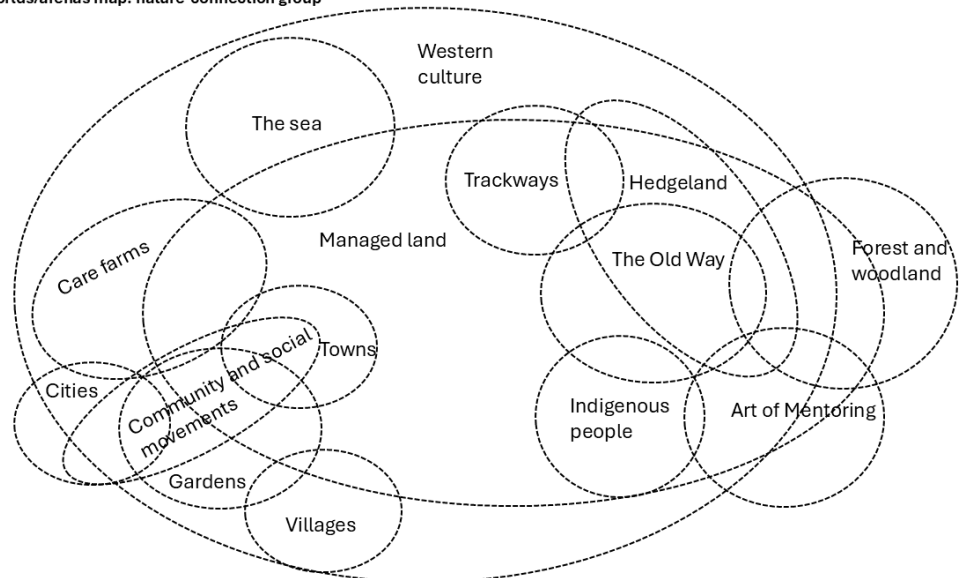 map: nature-connection group
Western
culture
The sea
Trackways
Hedgeland
Managed land
Care farms
The Old Way
Forest and
woodland
Towns
Community and social
movements
Cities
Indigenous
people
Art of Mentoring
Gardens
Villages